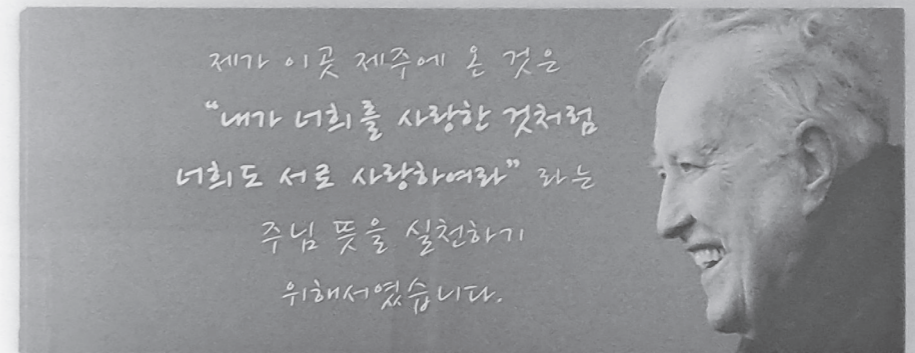 제가 이곳 제주에 온 것은
“내가 너희를 사랑한 것처럼
너희도 서로 사랑하여라” 라는
주님 뜻을 실천하기
위해서였습니다.